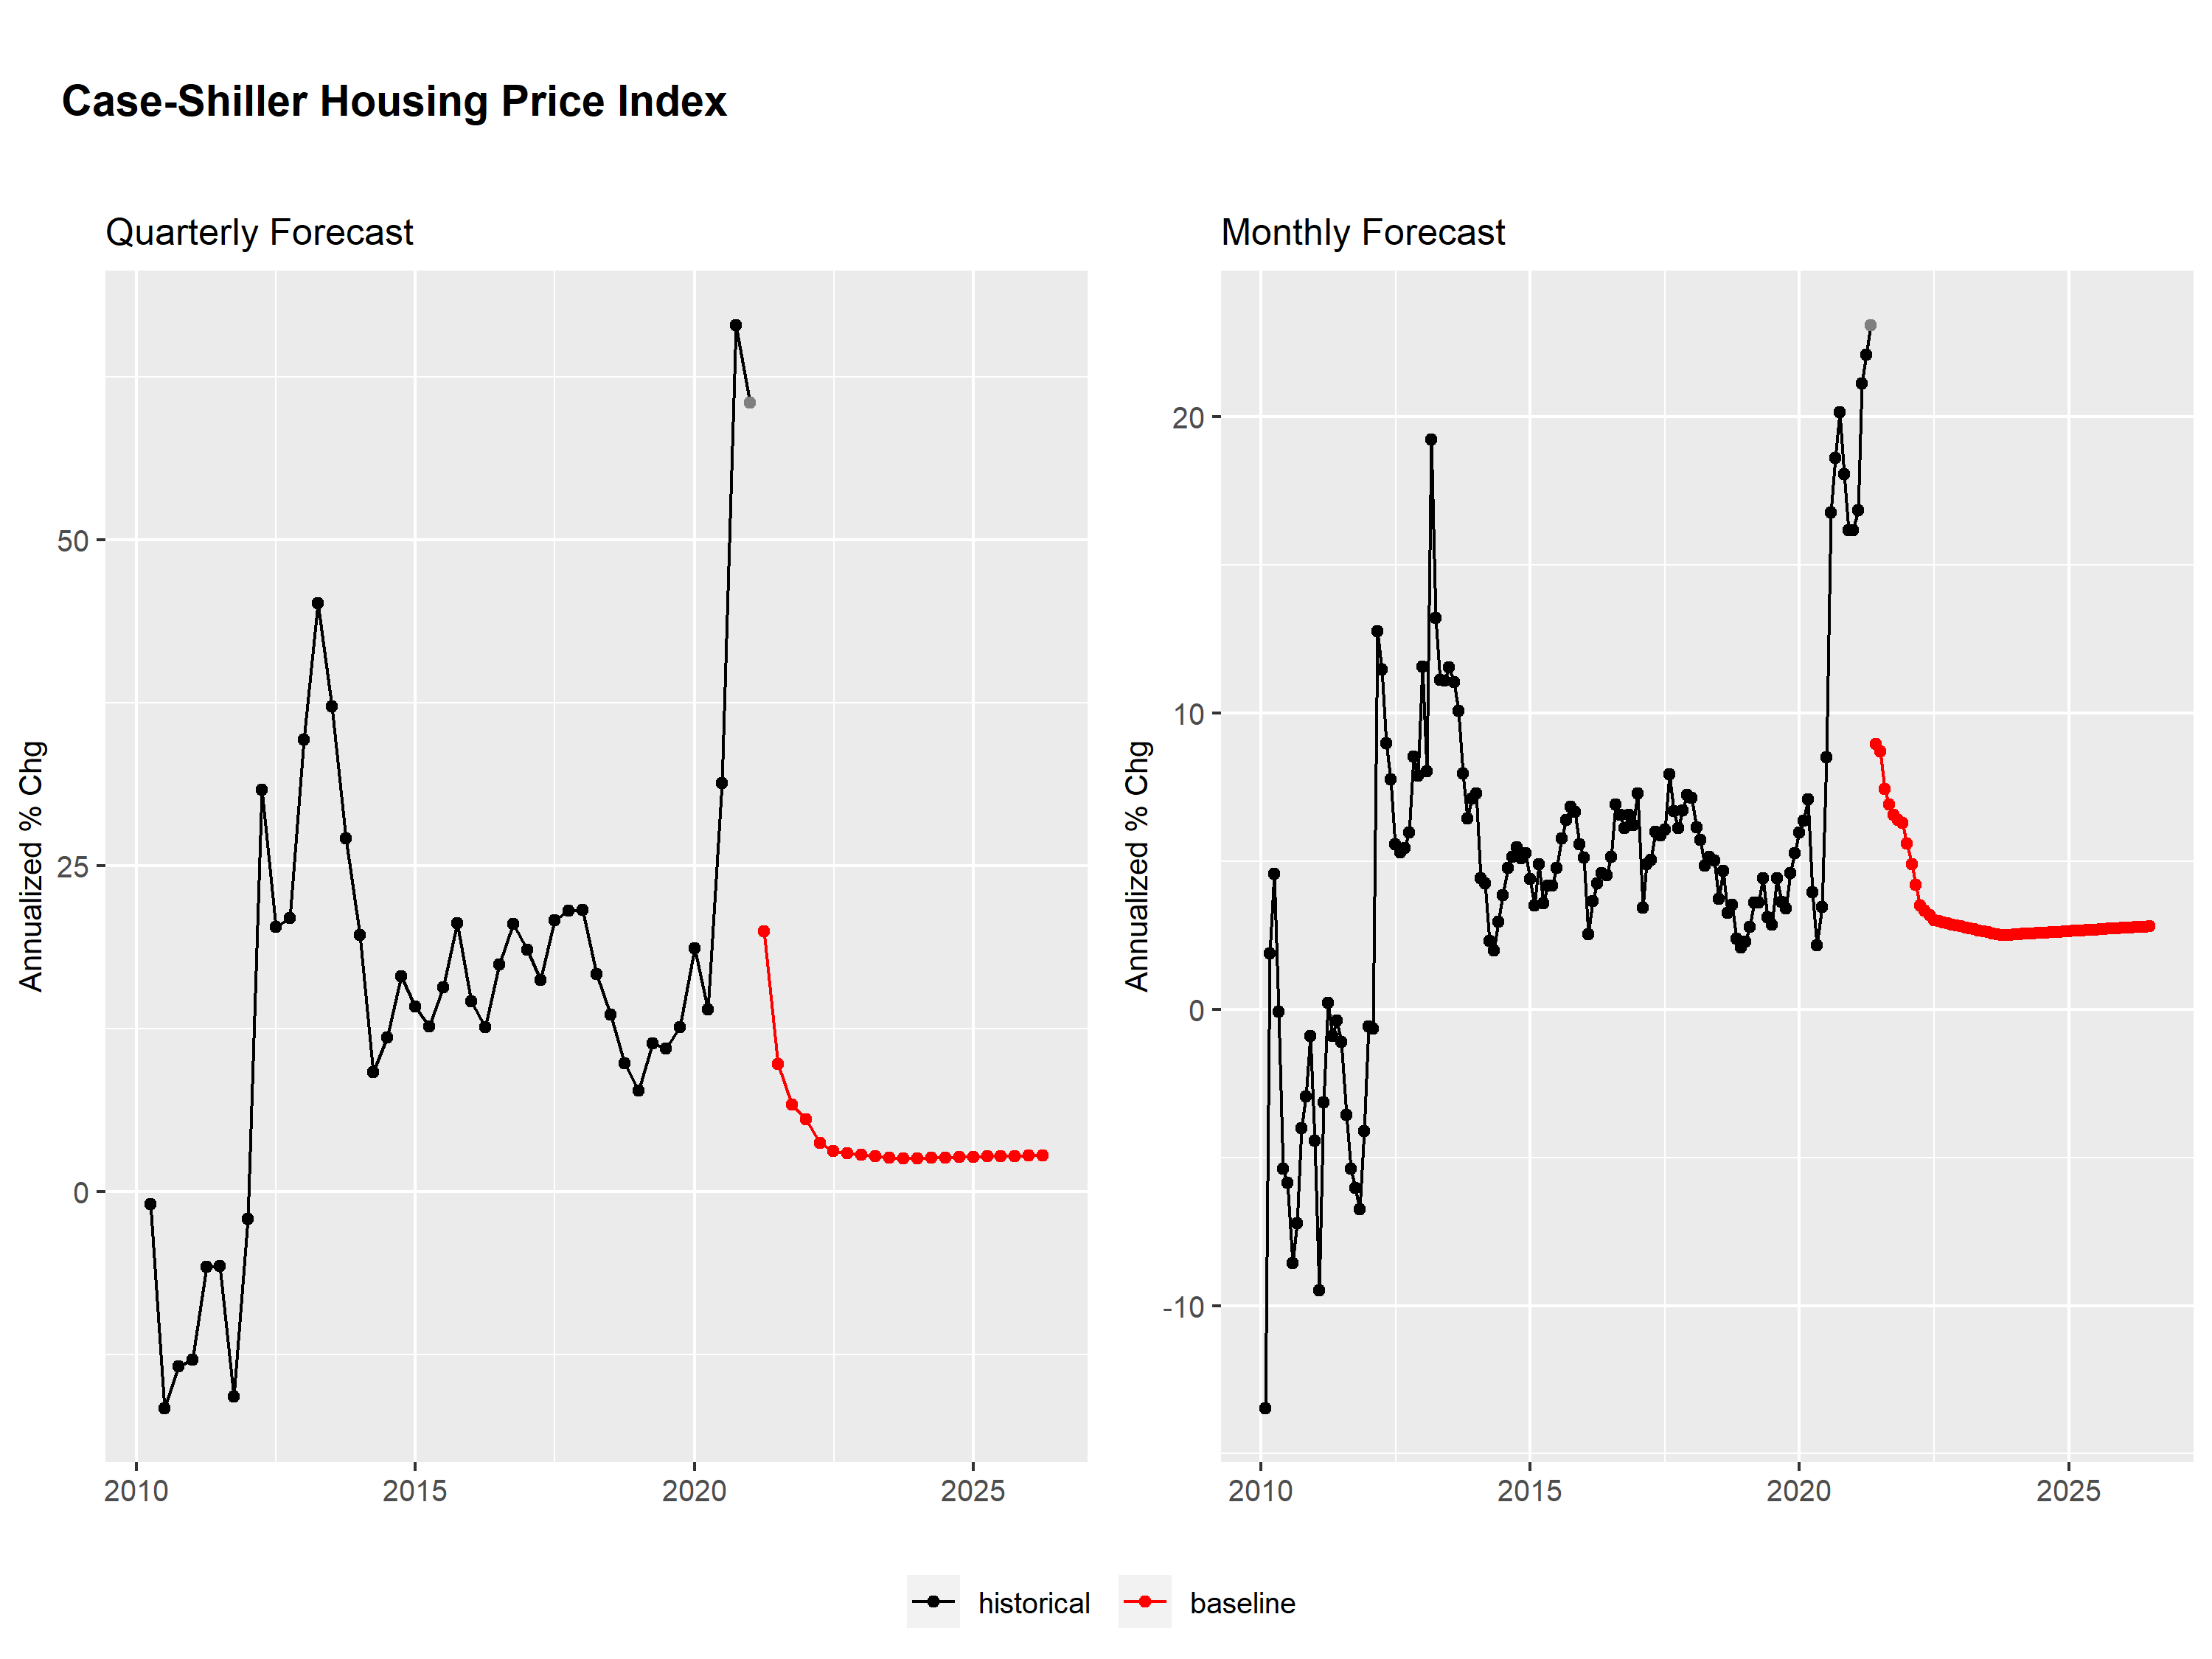 Case-Shiller Housing Price Index
Quarterly Forecast
Annualized % Chg
50
25
0
2010 2015 2020 2025
Monthly Forecast
Annualized % Chg
20
10
0
-10
2010 2015 2020 2025
historical baseline